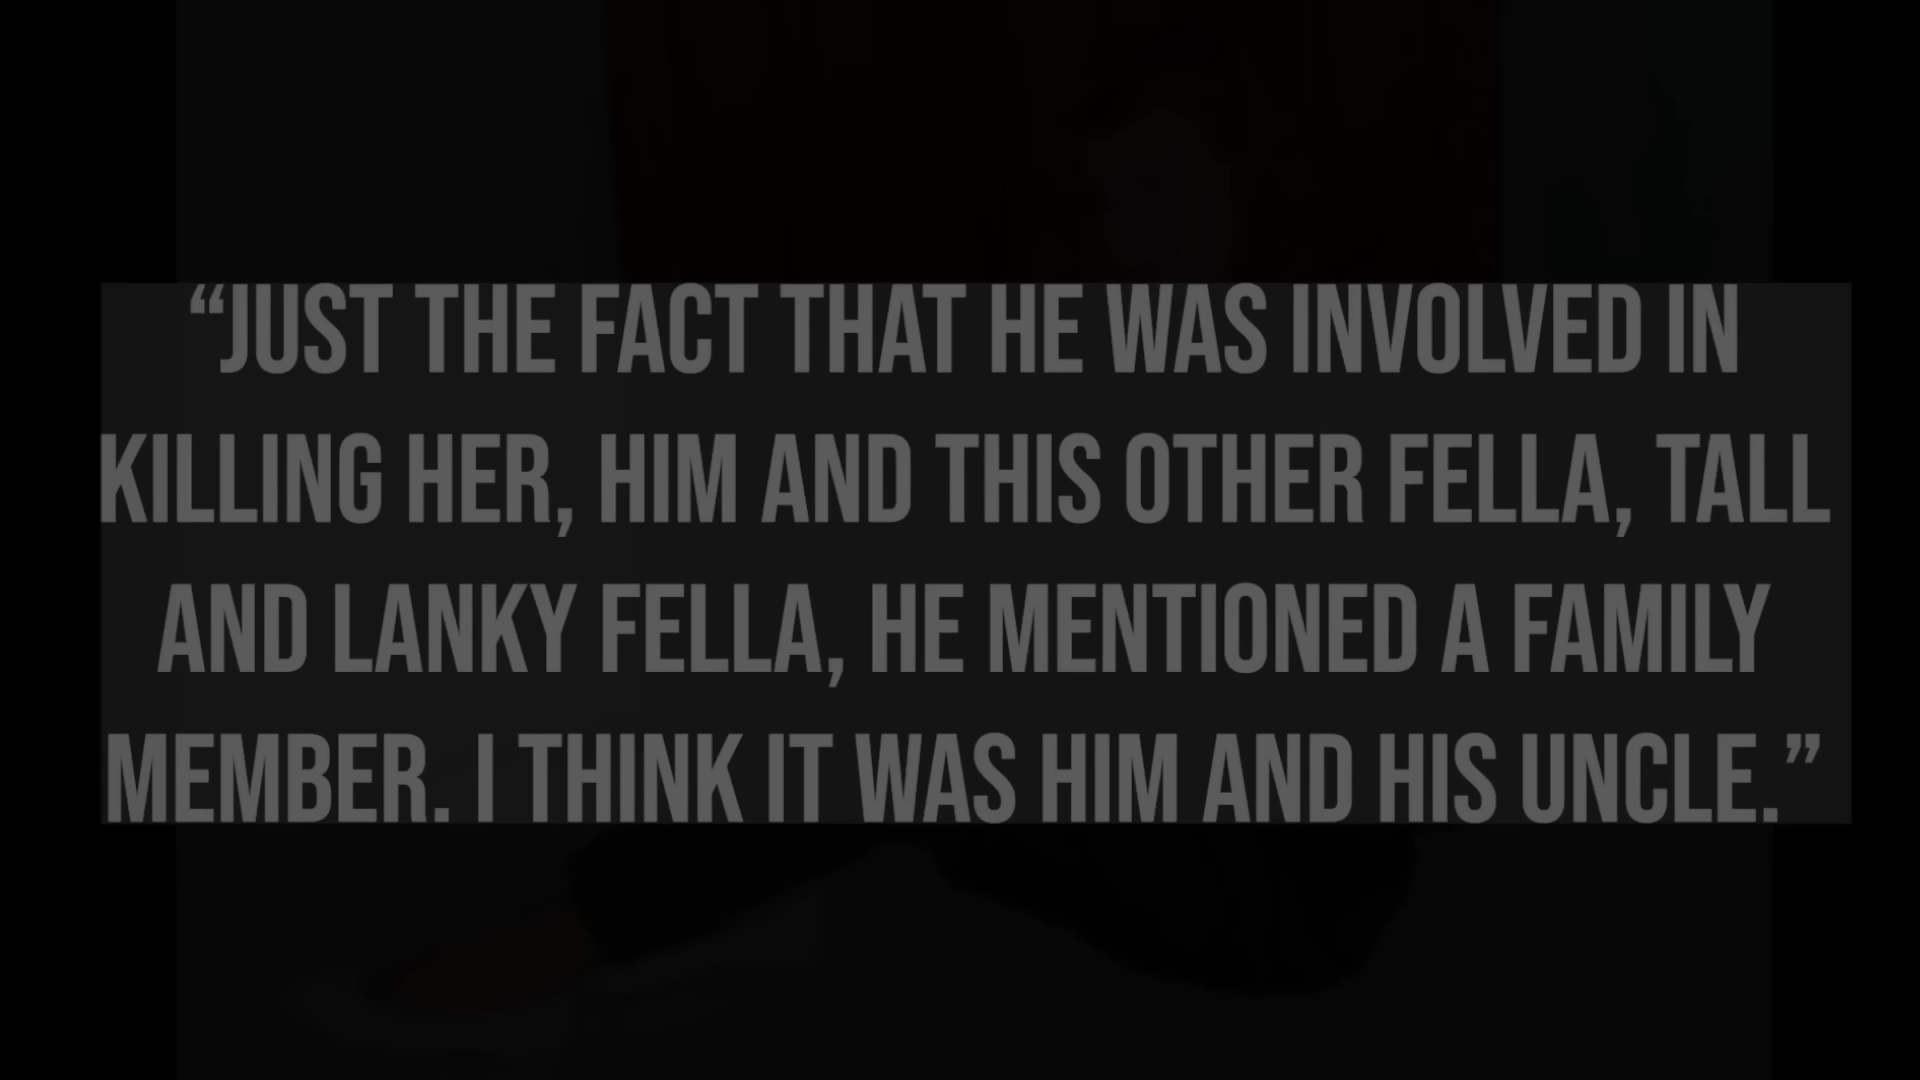 “JUST THE FACT THAT HE WAS INVOLVED IN
KILLING HER, HIM AND THIS OTHER FELLA, TALL
AND LANKY FELLA, HE MENTIONED A FAMILY
MEMBER. I THINK IT WAS HIM AND HIS UNCLE.”